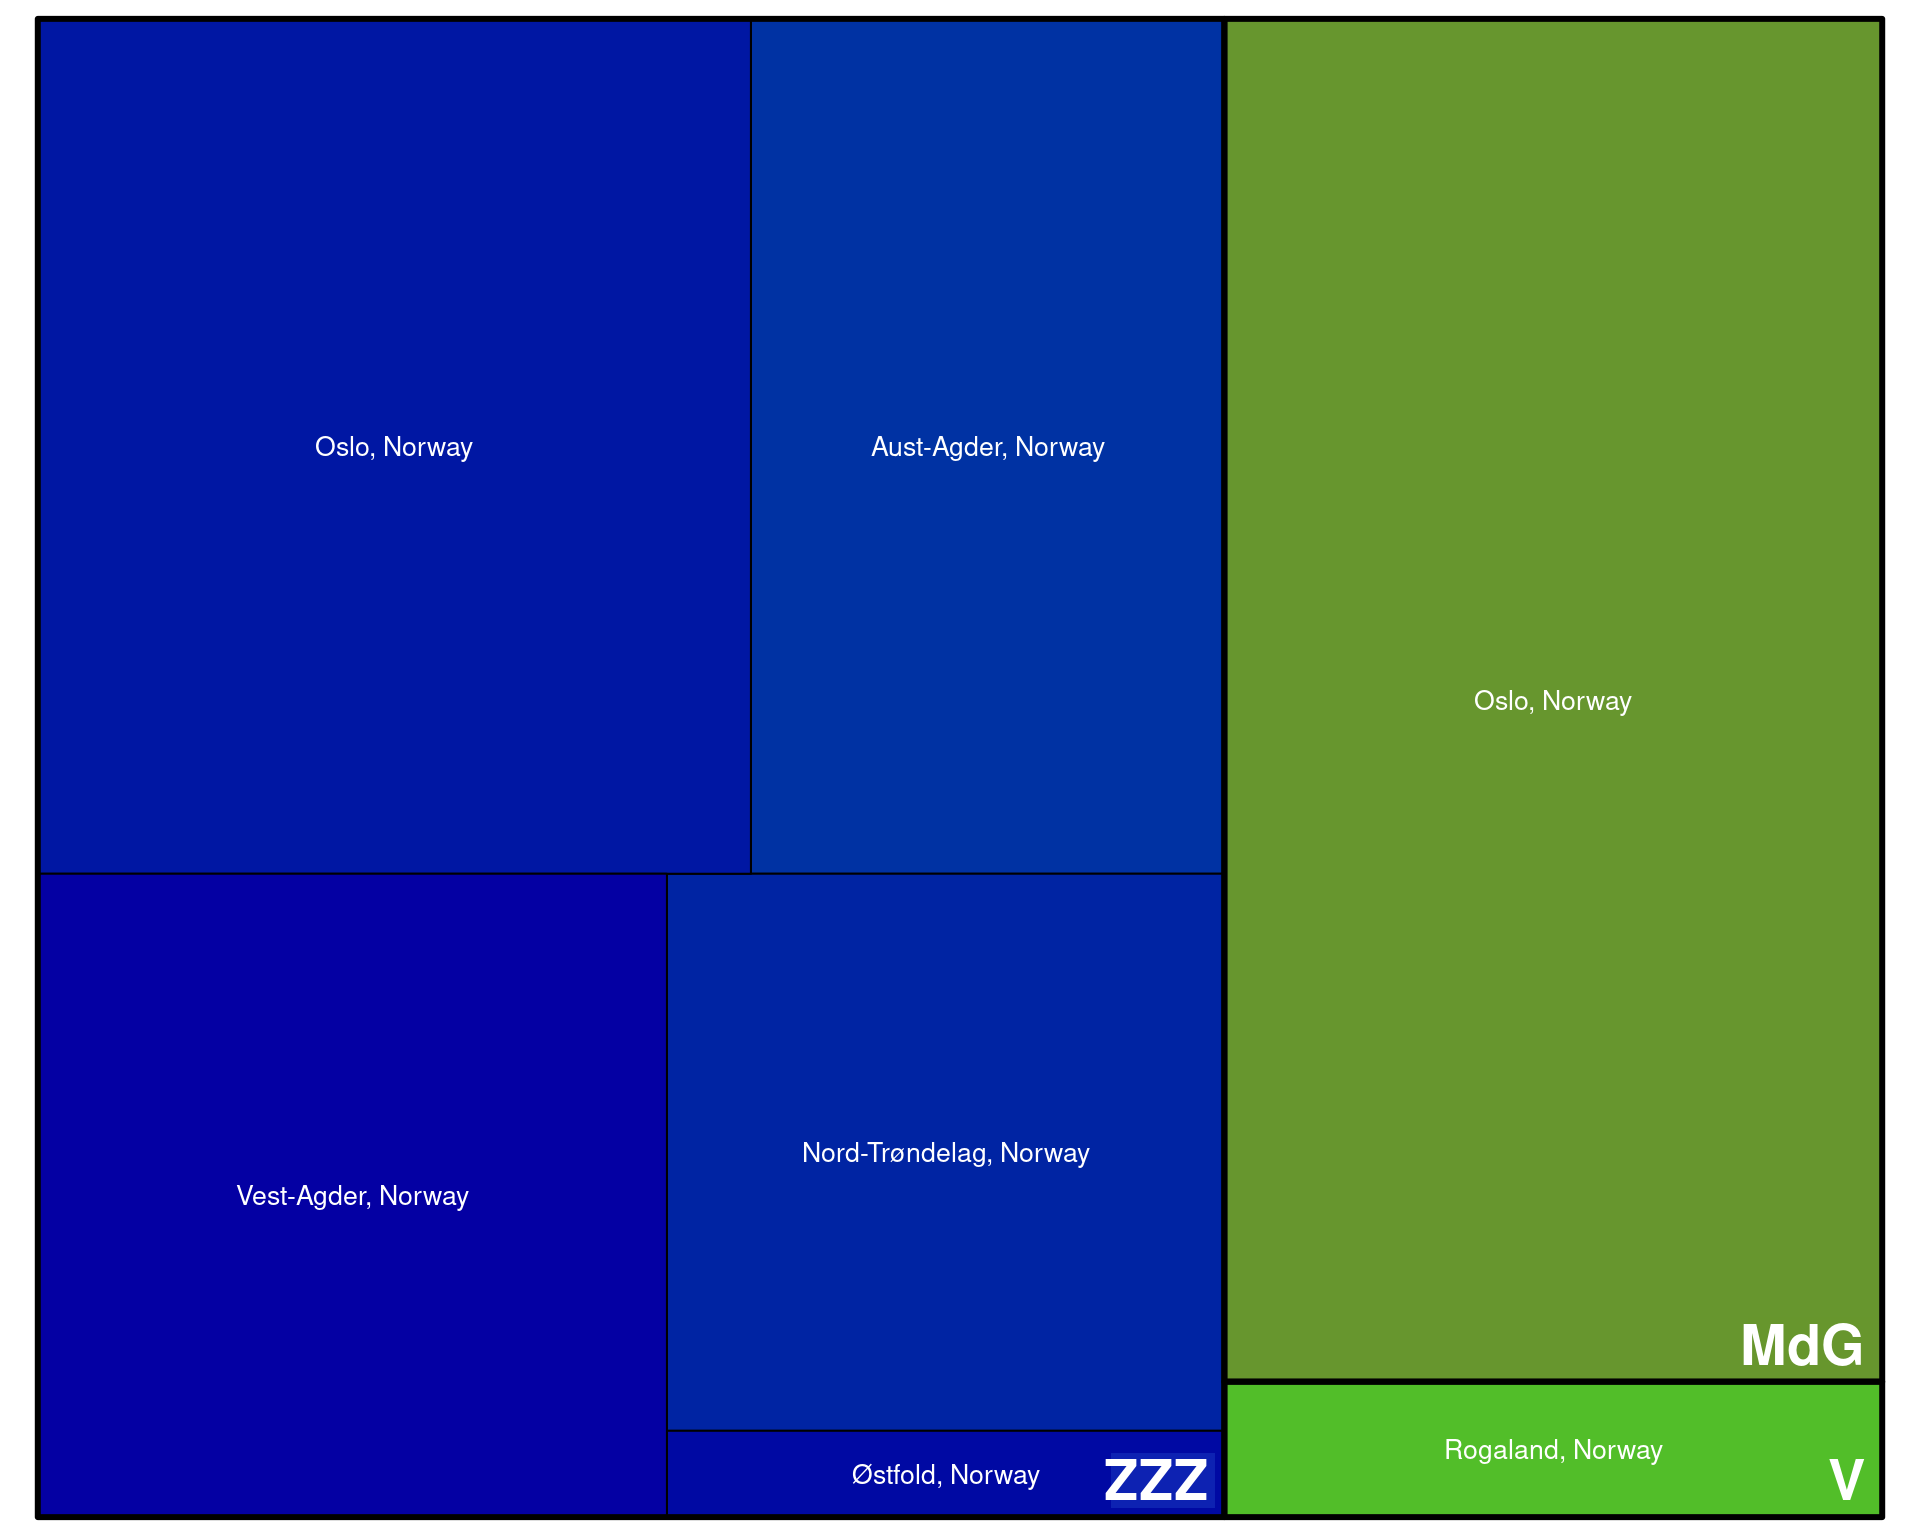 Oslo, Norway
Aust-Agder, Norway
Oslo, Norway
Vest-Agder, Norway
Nord-Trøndelag, Norway
MdG
Østfold, Norway
ZZZ
Rogaland, Norway
V